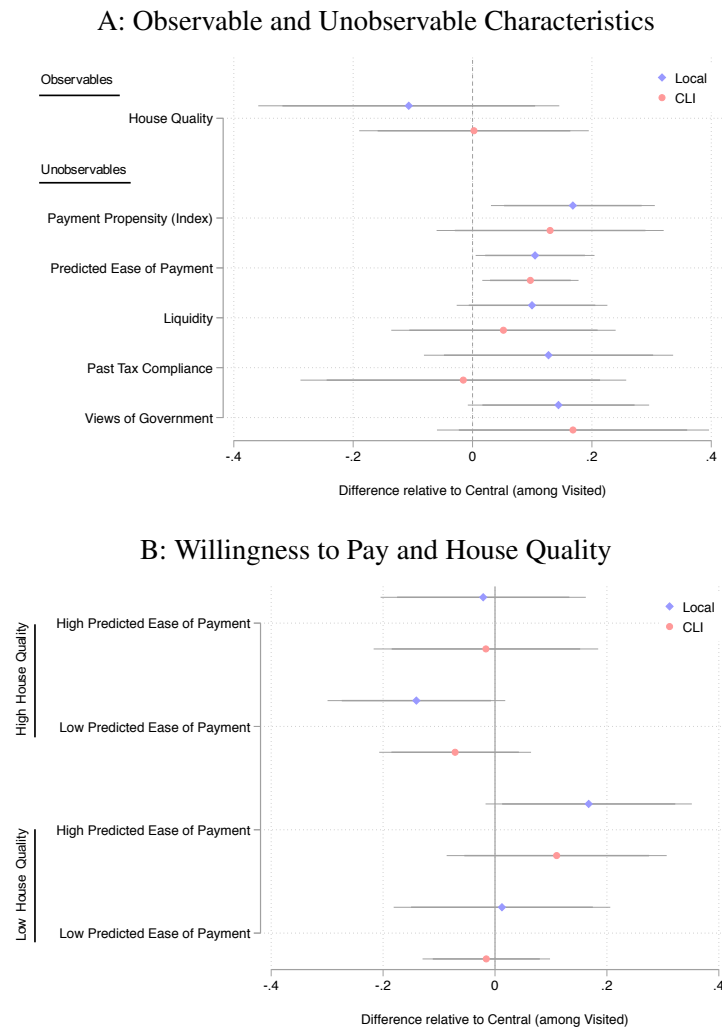 A: Observable and Unobservable Characteristics
Observables
Local
CLI
House Quality
Unobservables
Payment Propensity (Index)
Predicted Ease of Payment
Liquidity
Past Tax Compliance
Views of Government
-.4 -.2 0 .2 .4
Difference relative to Central (among Visited)
B: Willingness to Pay and House Quality
Local
CLI
High House Quality
High Predicted Ease of Payment
Low Predicted Ease of Payment
Low House Quality
High Predicted Ease of Payment
Low Predicted Ease of Payment
-.4 -.2 0 .2 .4
Difference relative to Central (among Visited)